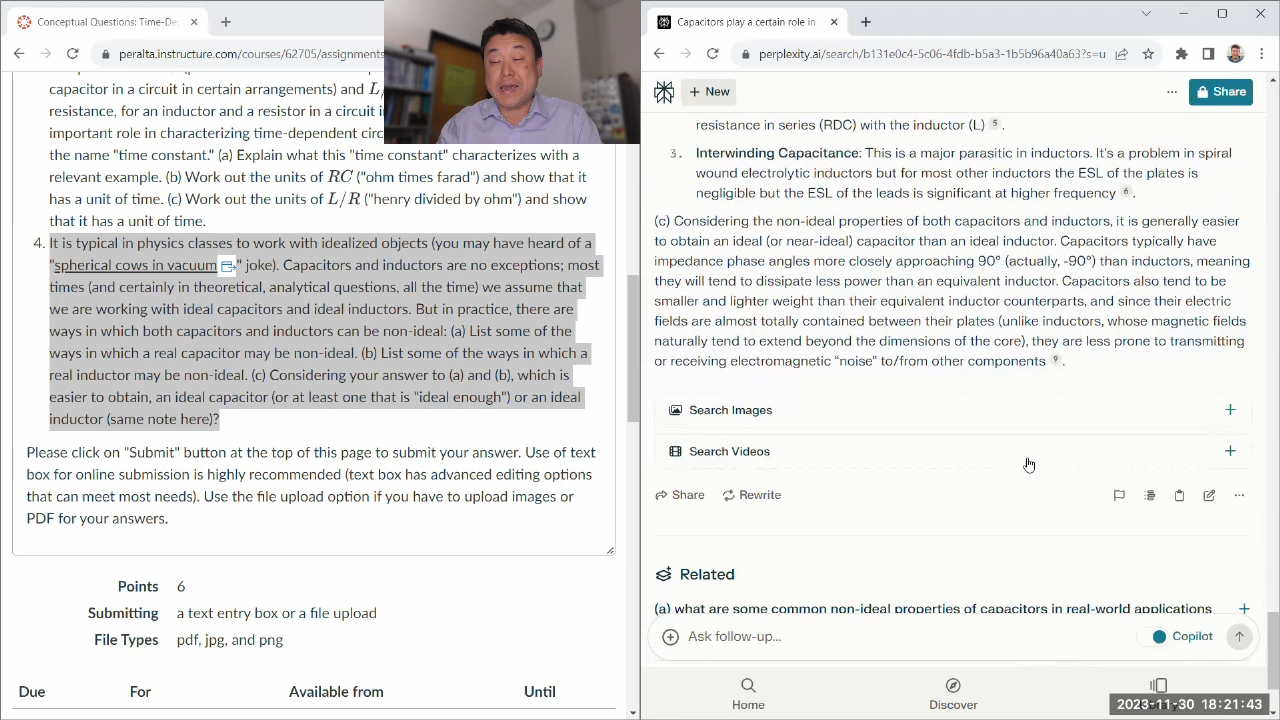 Conceptual Questions: Time-De
peralta.instructure.com/courses/62705/assignments
capacitor in a circuit in certain arrangements) and L/
resistance, for an inductor and a resistor in a circuit i
important role in characterizing time-dependent circ
the name "time constant." (a) Explain what this "time constant" characterizes with a
relevant example. (b) Work out the units of RC ("ohm times farad") and show that it
has a unit of time. (c) Work out the units of L/R ("henry divided by ohm") and show
that it has a unit of time.
4. It is typical in physics classes to work with idealized objects (you may have heard of a
"spherical cows in vacuum" joke). Capacitors and inductors are no exceptions; most
times (and certainly in theoretical, analytical questions, all the time) we assume that
we are working with ideal capacitors and ideal inductors. But in practice, there are
ways in which both capacitors and inductors can be non-ideal: (a) List some of the
ways in which a real capacitor may be non-ideal. (b) List some of the ways in which a
real inductor may be non-ideal. (c) Considering your answer to (a) and (b), which is
easier to obtain, an ideal capacitor (or at least one that is "ideal enough") or an ideal
inductor (same note here)?
Please click on "Submit" button at the top of this page to submit your answer. Use of text
box for online submission is highly recommended (text box has advanced editing options
that can meet most needs). Use the file upload option if you have to upload images or
PDF for your answers.
Points 6
Submitting a text entry box or a file upload
File Types pdf, jpg, and png
Due For Available from Until
Capacitors play a certain role in
perplexity.ai/search/b131e0c4-5c06-4fdb-b5a3-1b5b96a40a63?s=u
New
Share
resistance in series (RDC) with the inductor (L) 5.
3. Interwinding Capacitance: This is a major parasitic in inductors. It's a problem in spiral
wound electrolytic inductors but for most other inductors the ESL of the plates is
negligible but the ESL of the leads is significant at higher frequency 6.
(c) Considering the non-ideal properties of both capacitors and inductors, it is generally easier
to obtain an ideal (or near-ideal) capacitor than an ideal inductor. Capacitors typically have
impedance phase angles more closely approaching 90° (actually, -90°) than inductors, meaning
they will tend to dissipate less power than an equivalent inductor. Capacitors also tend to be
smaller and lighter weight than their equivalent inductor counterparts, and since their electric
fields are almost totally contained between their plates (unlike inductors, whose magnetic fields
naturally tend to extend beyond the dimensions of the core), they are less prone to transmitting
or receiving electromagnetic “noise” to/from other components 9.
Search Images
Search Videos
Share Rewrite
Related
(a) what are some common non-ideal properties of capacitors in real-world applications
Ask follow-up...
Copilot
Home
Discover
2023-11-30 18:21:43